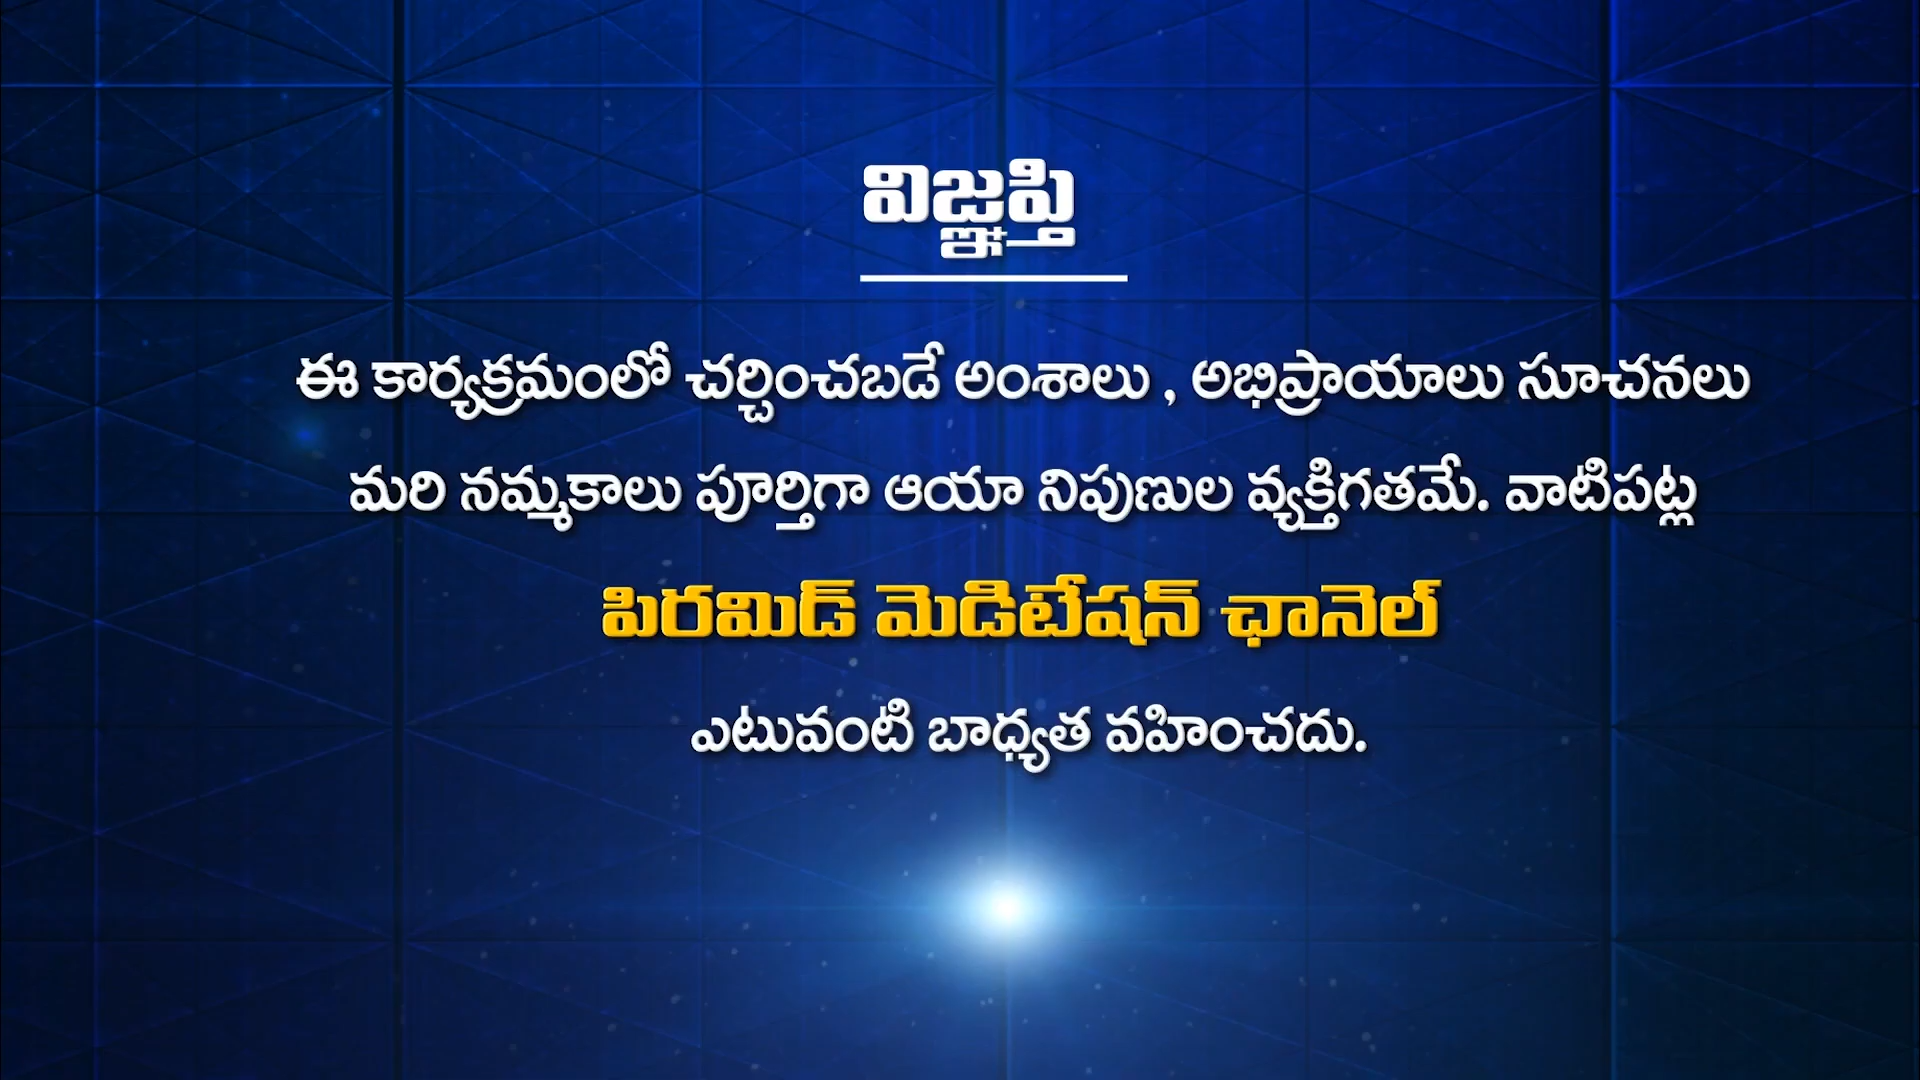 విజ్ఞప్తి
ఈ కార్యక్రమంలో చర్చించబడే అంశాలు , అభిప్రాయాలు సూచనలు
మరి నమ్మకాలు పూర్తిగా ఆయా నిపుణుల వ్యక్తిగతమే. వాటిపట్ల
పిరమిడ్ మెడిటేషన్ ఛానెల్
ఎటువంటి బాధ్యత వహించదు.